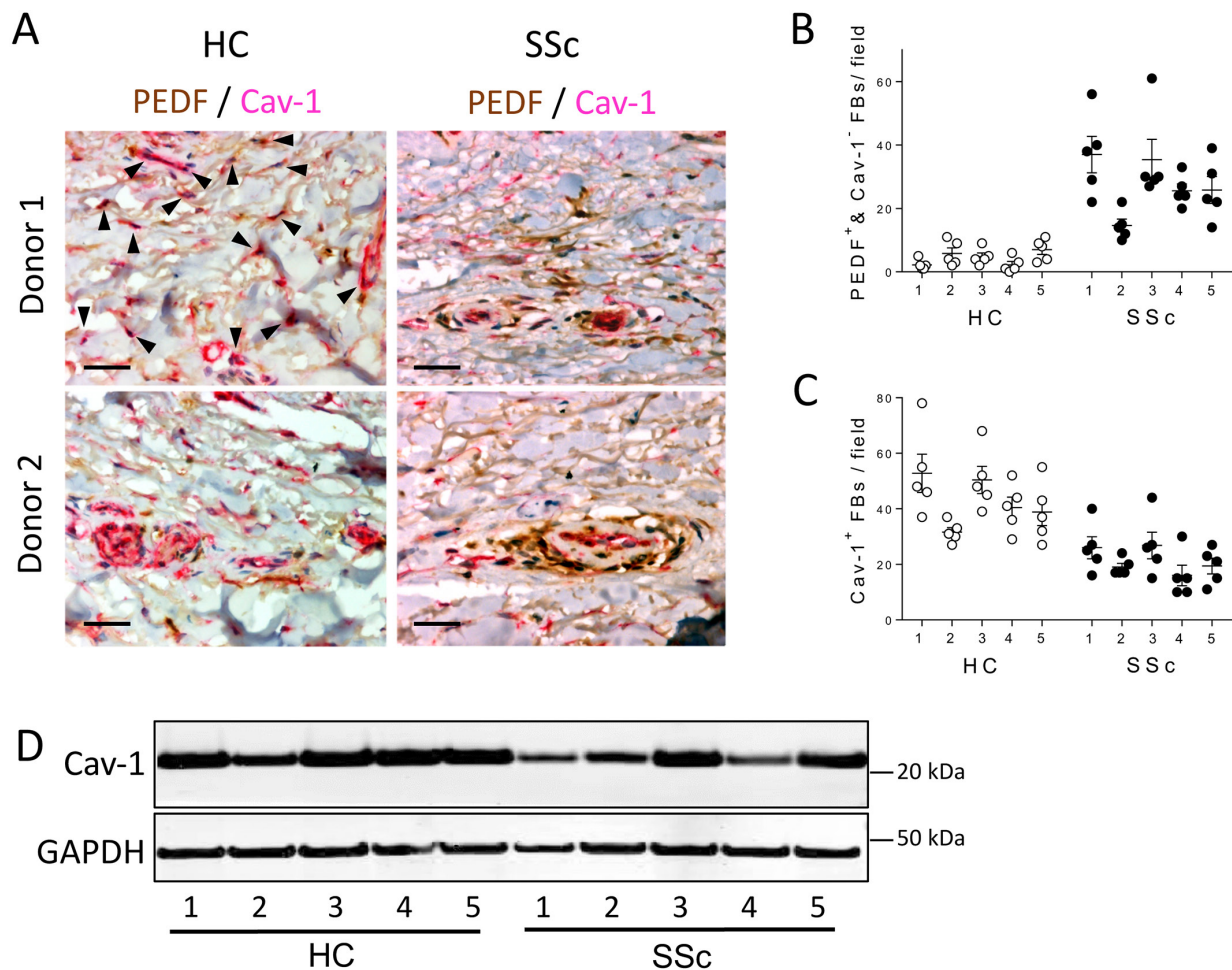 A
HC
SSc
PEDF / Cav-1
PEDF / Cav-1
Donor 1
Donor 2
B
PEDF⁺ & Cav-1⁻ FBs/ field
60
40
20
0
1 2 3 4 5 1 2 3 4 5
HC SSc
C
Cav-1⁺ FBs / field
80
60
40
20
0
1 2 3 4 5 1 2 3 4 5
HC SSc
D
Cav-1
20 kDa
GAPDH
50 kDa
1 2 3 4 5 1 2 3 4 5
HC SSc